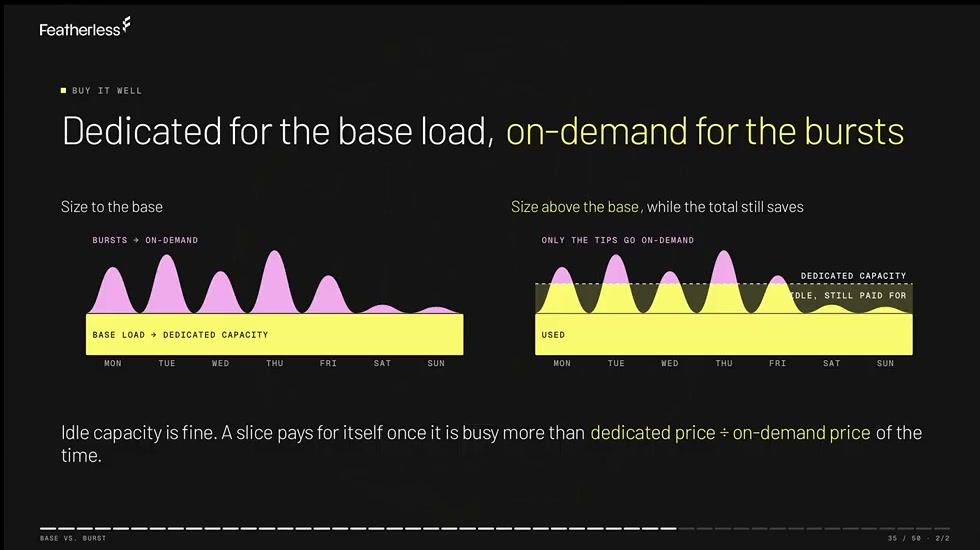 Featherless
BUY IT WELL
Dedicated for the base load, on-demand for the bursts
Size to the base
BURSTS → ON-DEMAND
BASE LOAD → DEDICATED CAPACITY
MON TUE WED THU FRI SAT SUN
Size above the base, while the total still saves
ONLY THE TIPS GO ON-DEMAND
DEDICATED CAPACITY
IDLE, STILL PAID FOR
USED
MON TUE WED THU FRI SAT SUN
Idle capacity is fine. A slice pays for itself once it is busy more than dedicated price ÷ on-demand price of the
time.
BASE VS. BURST
35 / 50 · 2/2